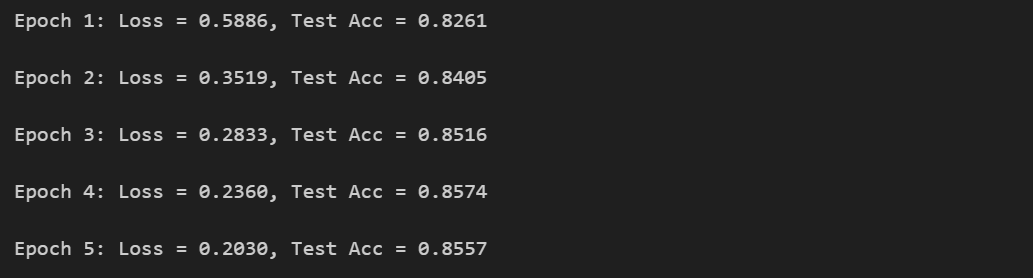 Epoch 1: Loss = 0.5886, Test Acc = 0.8261
Epoch 2: Loss = 0.3519, Test Acc = 0.8405
Epoch 3: Loss = 0.2833, Test Acc = 0.8516
Epoch 4: Loss = 0.2360, Test Acc = 0.8574
Epoch 5: Loss = 0.2030, Test Acc = 0.8557